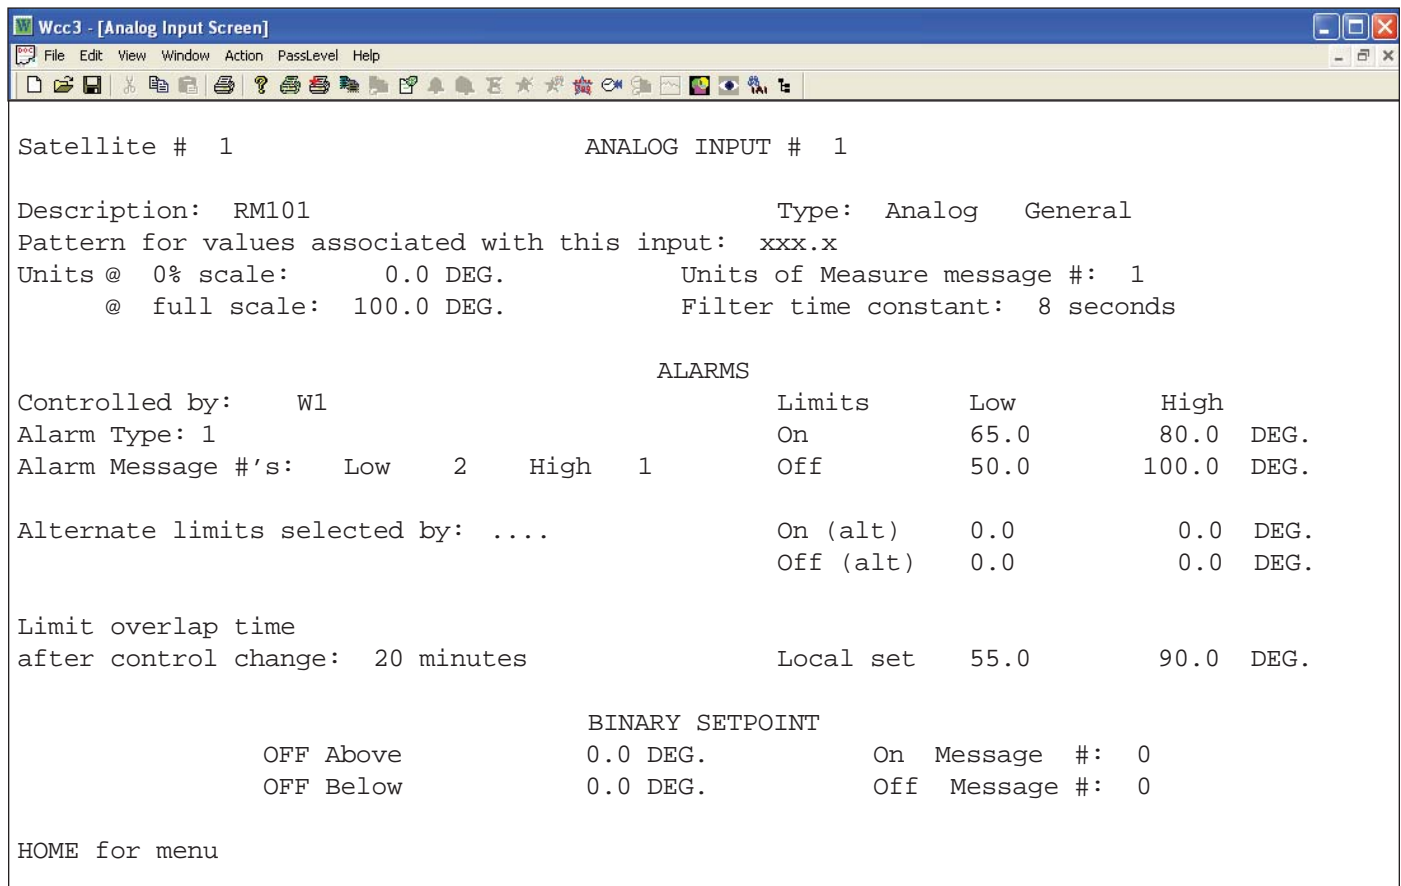 Wcc3 - [Analog Input Screen]
File Edit View Window Action PassLevel Help
Satellite # 1 ANALOG INPUT # 1
Description: RM101 Type: Analog General
Pattern for values associated with this input: xxx.x
Units @ 0% scale: 0.0 DEG. Units of Measure message #: 1
@ full scale: 100.0 DEG. Filter time constant: 8 seconds
ALARMS
Controlled by: W1 Limits Low High
Alarm Type: 1 On 65.0 80.0 DEG.
Alarm Message #'s: Low 2 High 1 Off 50.0 100.0 DEG.
Alternate limits selected by: .... On (alt) 0.0 0.0 DEG.
Off (alt) 0.0 0.0 DEG.
Limit overlap time
after control change: 20 minutes Local set 55.0 90.0 DEG.
BINARY SETPOINT
OFF Above 0.0 DEG. On Message #: 0
OFF Below 0.0 DEG. Off Message #: 0
HOME for menu